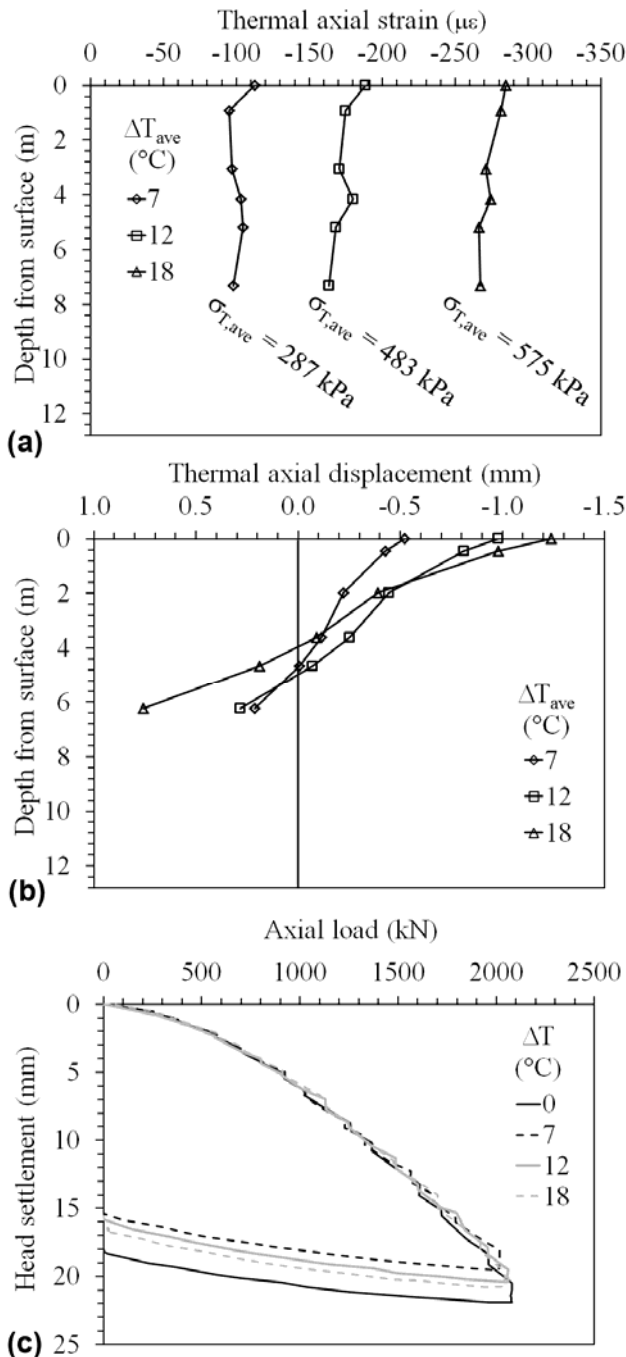 Thermal axial strain (με)
0 -50 -100 -150 -200 -250 -300 -350
0
2
4
6
8
10
12
Depth from surface (m)
ΔT_ave
(°C)
7
12
18
σ_T,ave = 287 kPa
σ_T,ave = 483 kPa
σ_T,ave = 575 kPa
(a)
Thermal axial displacement (mm)
1.0 0.5 0.0 -0.5 -1.0 -1.5
0
2
4
6
8
10
12
Depth from surface (m)
ΔT_ave
(°C)
7
12
18
(b)
Axial load (kN)
0 500 1000 1500 2000 2500
0
5
10
15
20
25
Head settlement (mm)
ΔT
(°C)
0
7
12
18
(c)